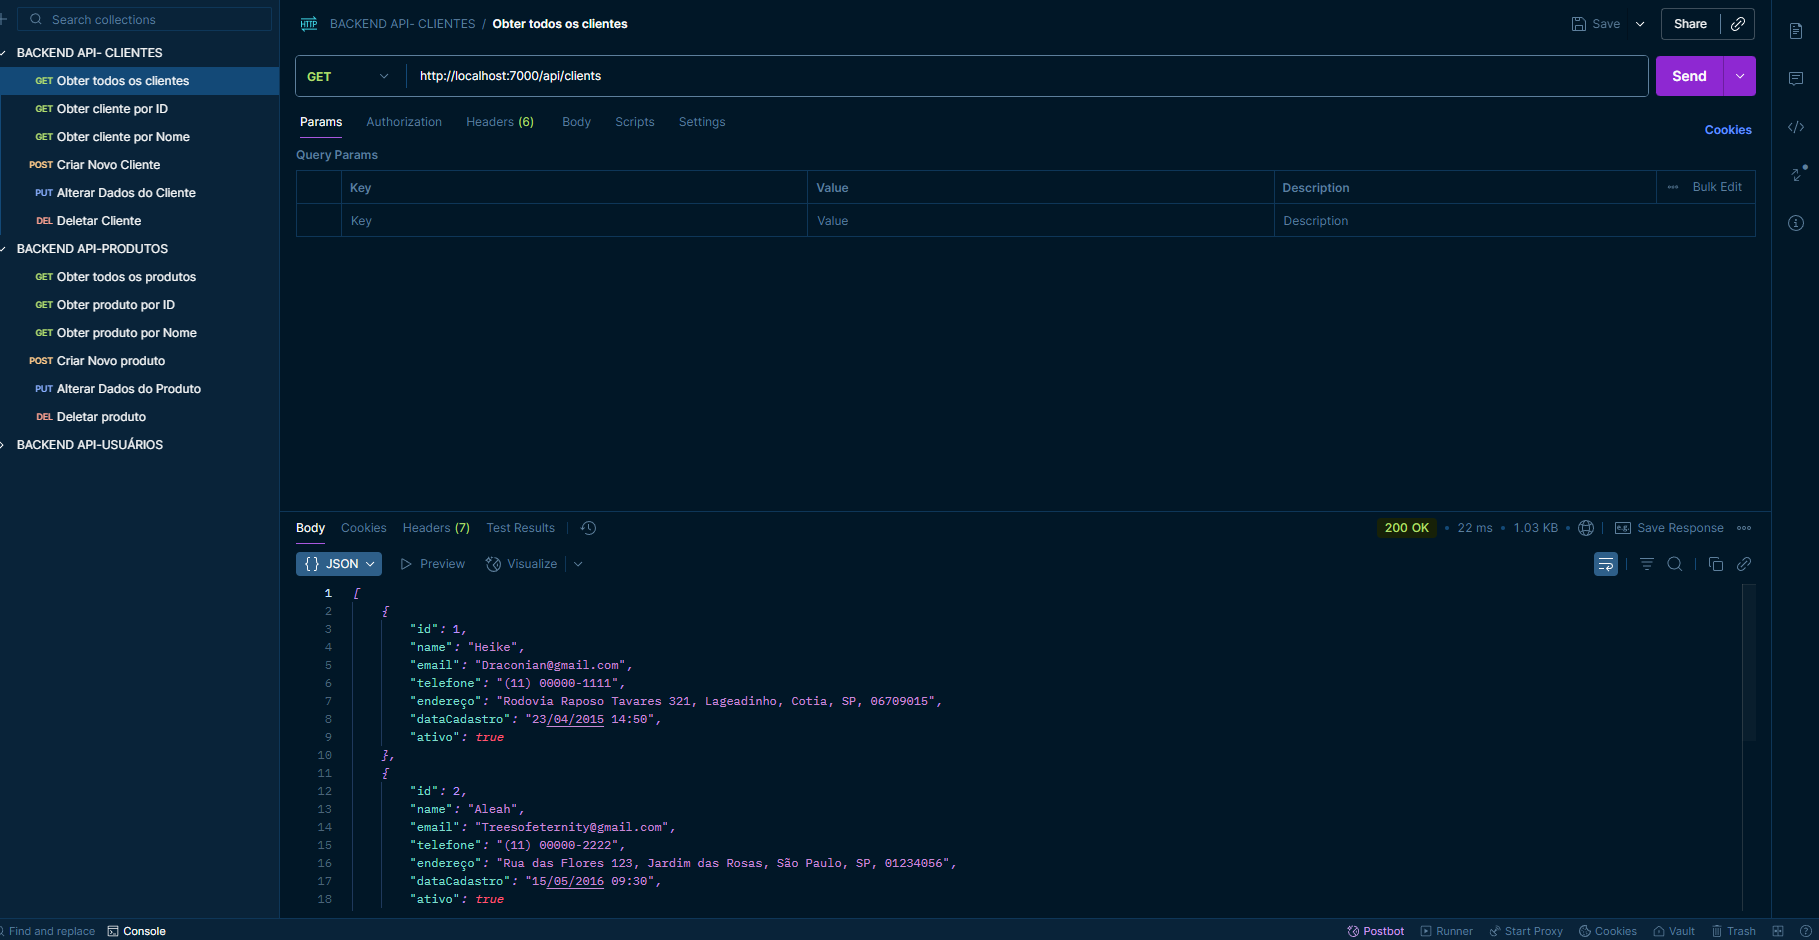 Search collections
BACKEND API- CLIENTES
GET Obter todos os clientes
GET Obter cliente por ID
GET Obter cliente por Nome
POST Criar Novo Cliente
PUT Alterar Dados do Cliente
DEL Deletar Cliente
BACKEND API-PRODUTOS
GET Obter todos os produtos
GET Obter produto por ID
GET Obter produto por Nome
POST Criar Novo produto
PUT Alterar Dados do Produto
DEL Deletar produto
BACKEND API-USUÁRIOS
HTTP BACKEND API- CLIENTES / Obter todos os clientes
Save Share
GET http://localhost:7000/api/clients
Send
Params Authorization Headers (6) Body Scripts Settings
Cookies
Query Params
Key Value Description Bulk Edit
Key Value Description
Body Cookies Headers (7) Test Results
200 OK • 22 ms • 1.03 KB • e.g. Save Response
{} JSON Preview Visualize
1 [
2 {
3 "id": 1,
4 "name": "Heike",
5 "email": "Draconian@gmail.com",
6 "telefone": "(11) 00000-1111",
7 "endereço": "Rodovia Raposo Tavares 321, Lageadinho, Cotia, SP, 06709015",
8 "dataCadastro": "23/04/2015 14:50",
9 "ativo": true
10 },
11 {
12 "id": 2,
13 "name": "Aleah",
14 "email": "Treesofeternity@gmail.com",
15 "telefone": "(11) 00000-2222",
16 "endereço": "Rua das Flores 123, Jardim das Rosas, São Paulo, SP, 01234056",
17 "dataCadastro": "15/05/2016 09:30",
18 "ativo": true
Find and replace Console
Postbot Runner Start Proxy Cookies Vault Trash